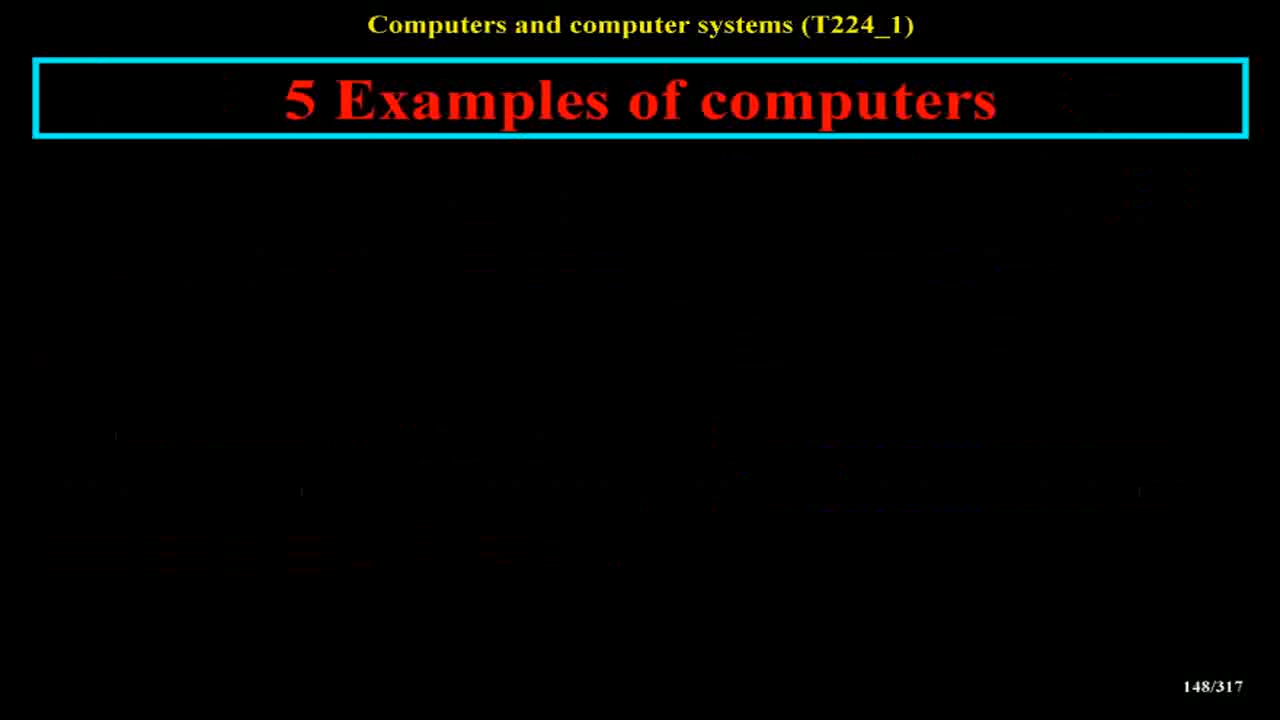 Computers and computer systems (T224_1)
5 Examples of computers
148/317